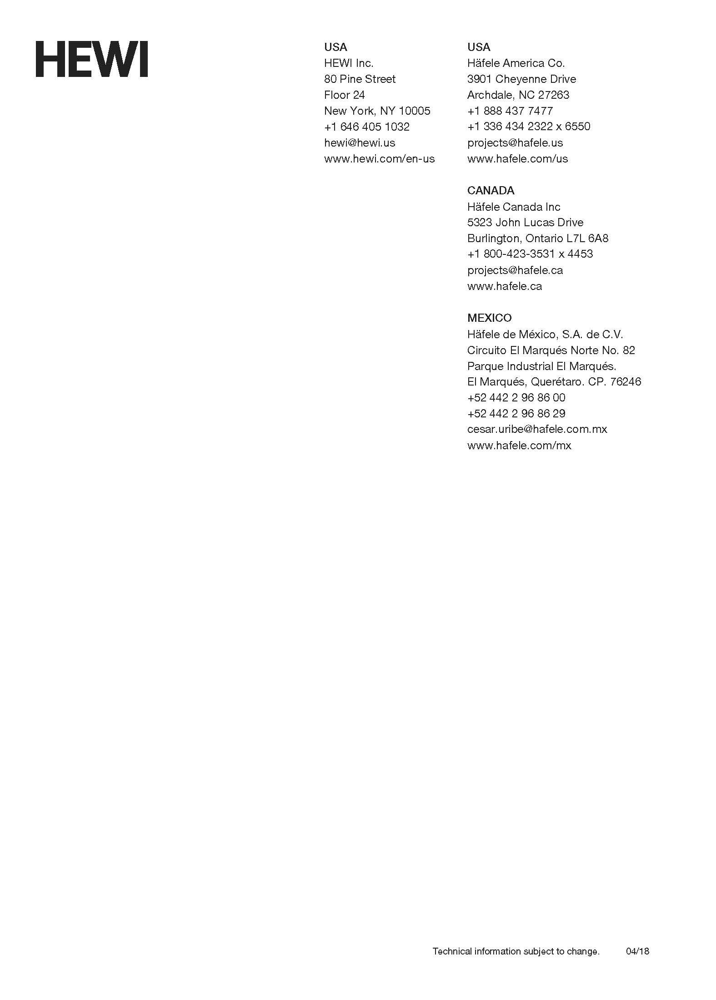 HEWI
USA
HEWI Inc.
80 Pine Street
Floor 24
New York, NY 10005
+1 646 405 1032
hewi@hewi.us
www.hewi.com/en-us
USA
Häfele America Co.
3901 Cheyenne Drive
Archdale, NC 27263
+1 888 437 7477
+1 336 434 2322 x 6550
projects@hafele.us
www.hafele.com/us
CANADA
Häfele Canada Inc
5323 John Lucas Drive
Burlington, Ontario L7L 6A8
+1 800-423-3531 x 4453
projects@hafele.ca
www.hafele.ca
MEXICO
Häfele de México, S.A. de C.V.
Circuito El Marqués Norte No. 82
Parque Industrial El Marqués.
El Marqués, Querétaro. CP. 76246
+52 442 2 96 86 00
+52 442 2 96 86 29
cesar.uribe@hafele.com.mx
www.hafele.com/mx
Technical information subject to change. 04/18